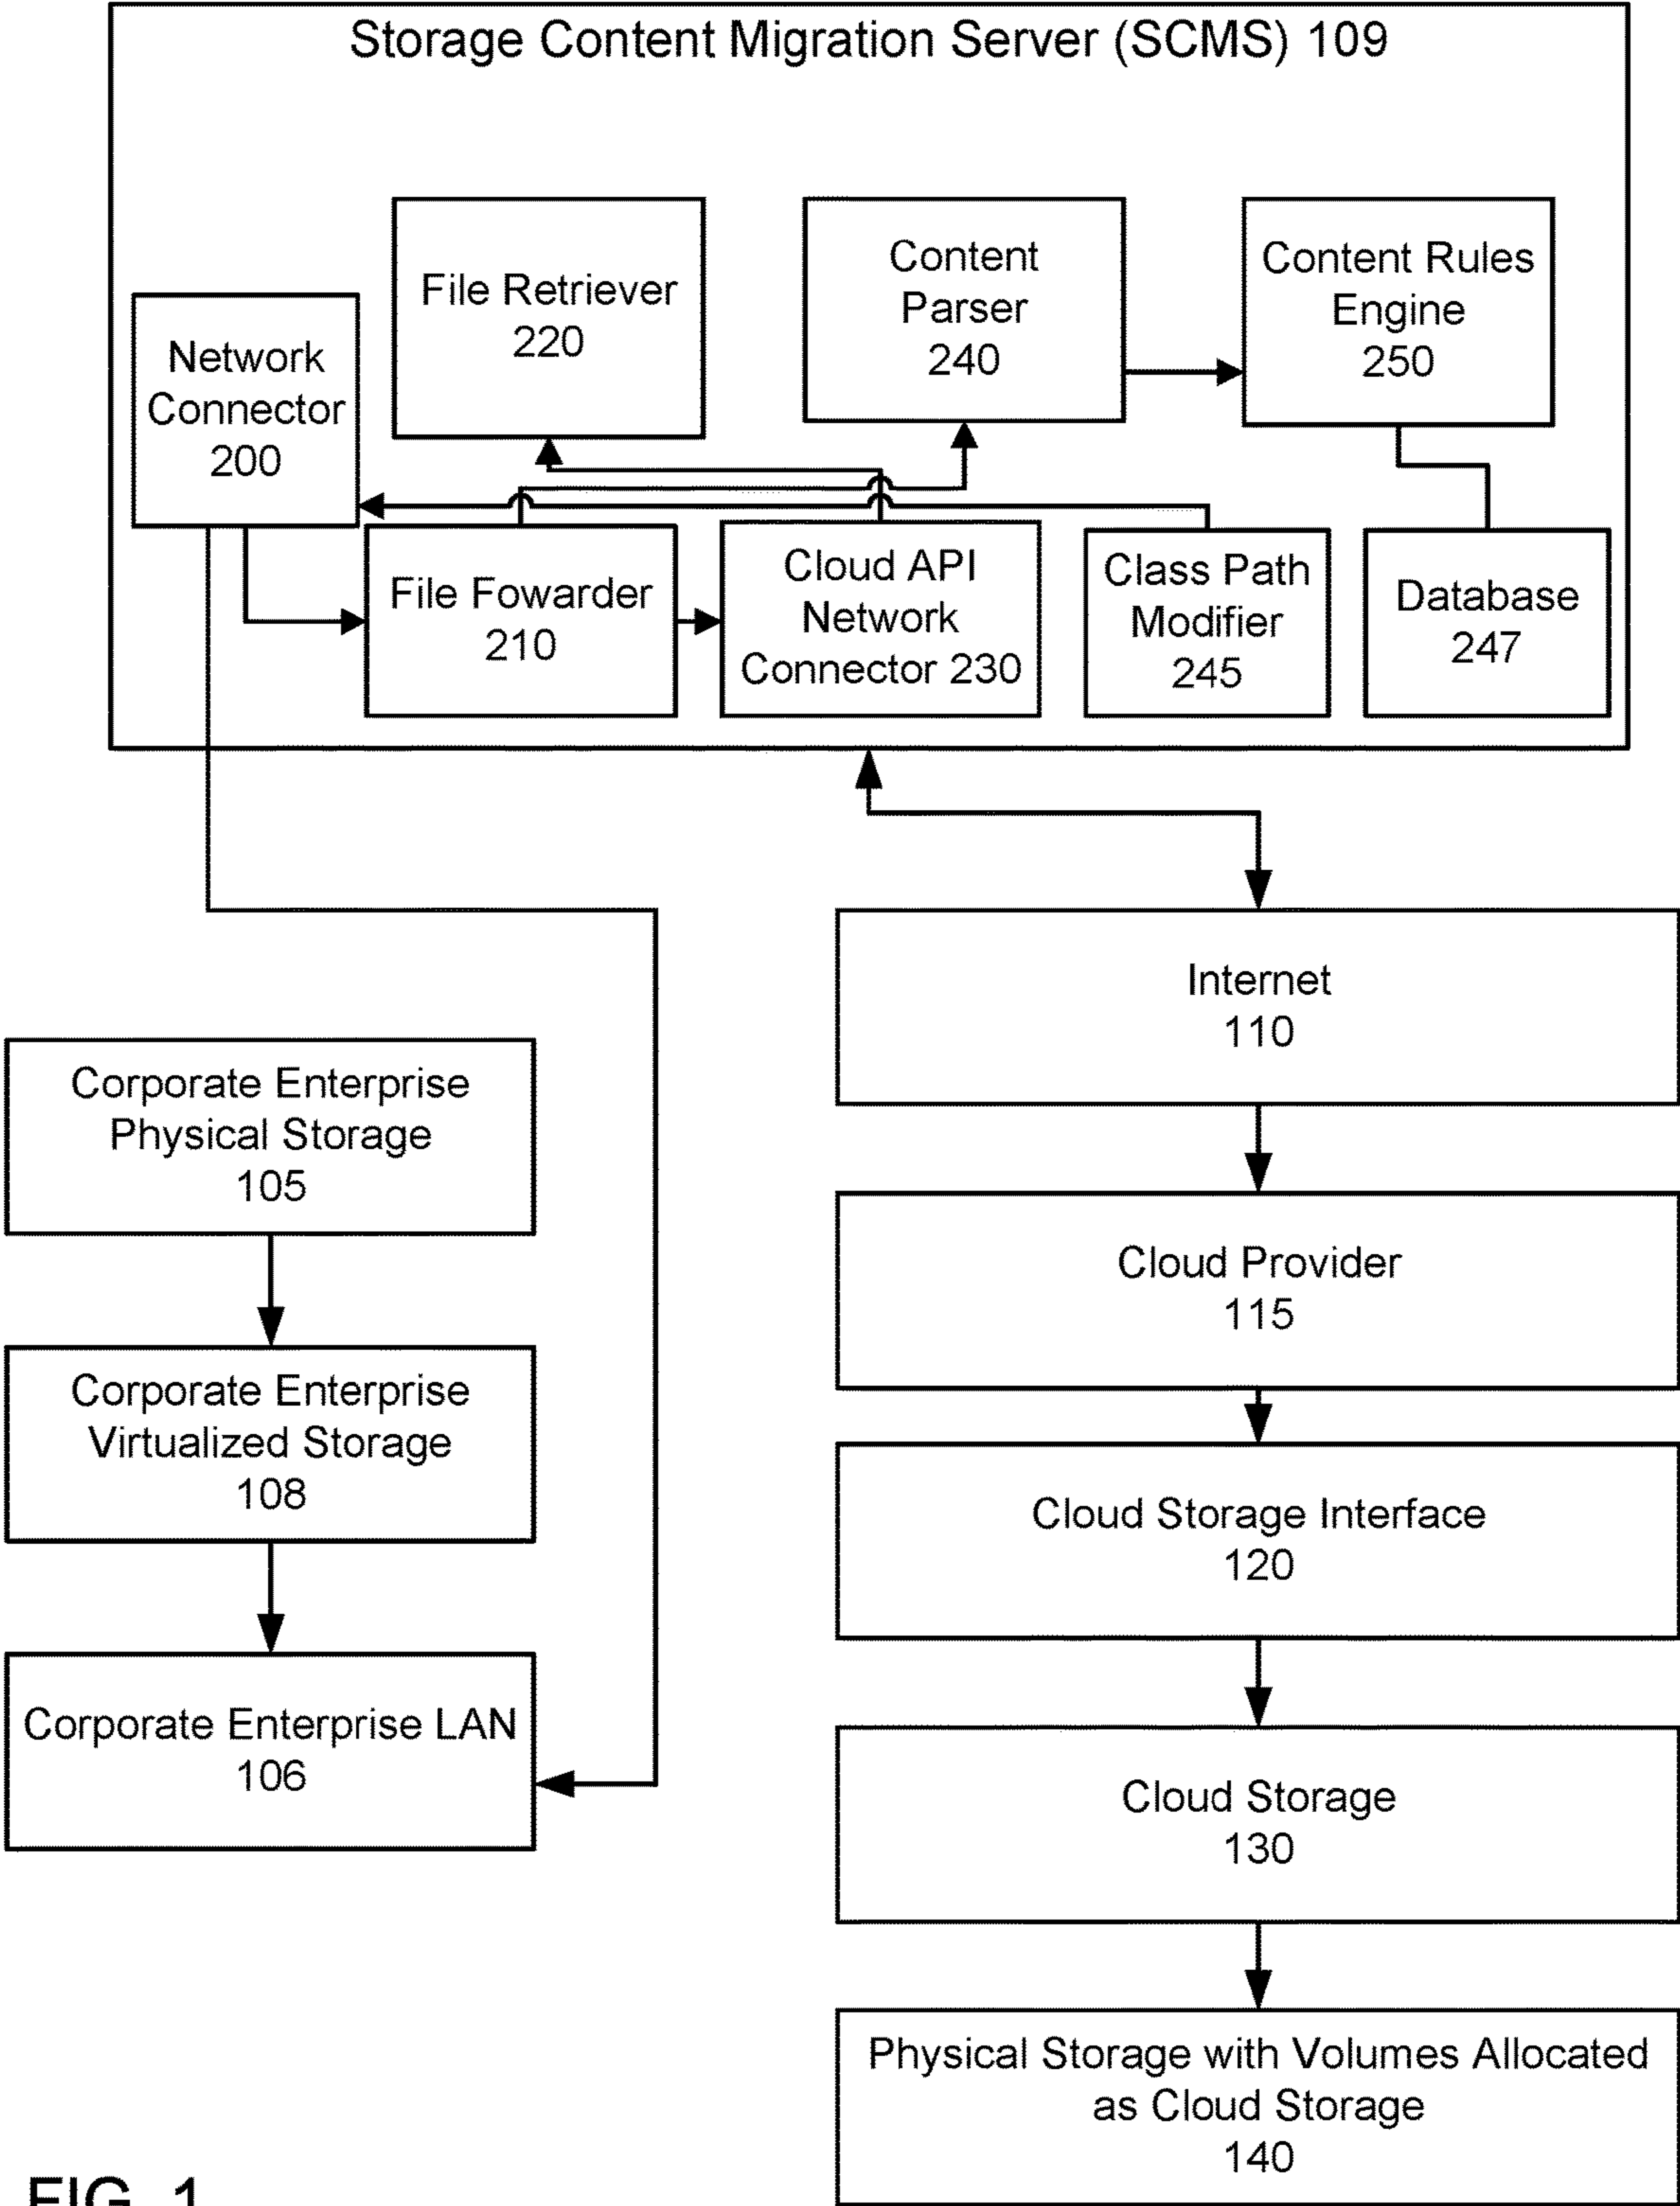 Storage Content Migration Server (SCMS) 109
File Retriever
220
Content
Parser
240
Content Rules
Engine
250
Network
Connector
200
File Fowarder
210
Cloud API
Network
Connector 230
Class Path
Modifier
245
Database
247
Internet
110
Corporate Enterprise
Physical Storage
105
Cloud Provider
115
Corporate Enterprise
Virtualized Storage
108
Cloud Storage Interface
120
Corporate Enterprise LAN
106
Cloud Storage
130
Physical Storage with Volumes Allocated
as Cloud Storage
140
FIG. 1